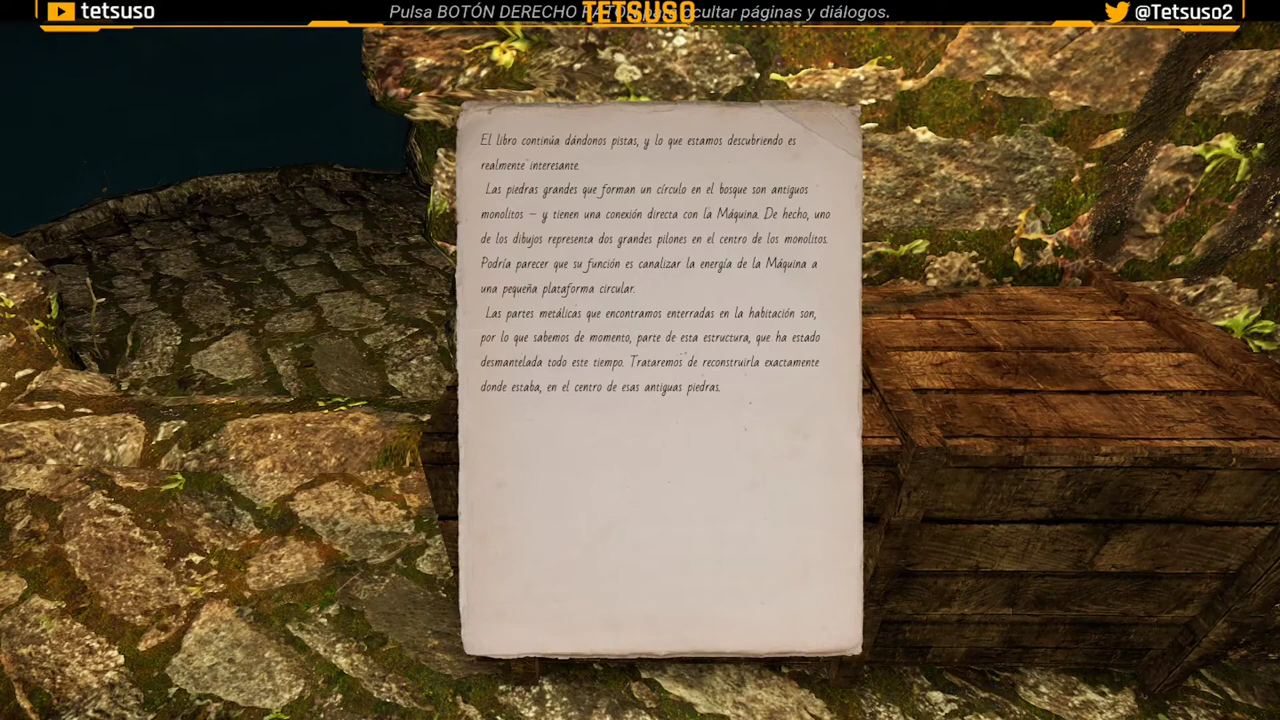 tetsuso
Pulsa BOTÓN DERECHO ocultar páginas y diálogos.
TETSUSO
@Tetsuso2
El libro continúa dándonos pistas, y lo que estamos descubriendo es
realmente interesante.
Las piedras grandes que forman un círculo en el bosque son antiguos
monolitos – y tienen una conexión directa con la Máquina. De hecho, uno
de los dibujos representa dos grandes pilones en el centro de los monolitos.
Podría parecer que su función es canalizar la energía de la Máquina a
una pequeña plataforma circular.
Las partes metálicas que encontramos enterradas en la habitación son,
por lo que sabemos de momento, parte de esta estructura, que ha estado
desmantelada todo este tiempo. Trataremos de reconstruirla exactamente
donde estaba, en el centro de esas antiguas piedras.